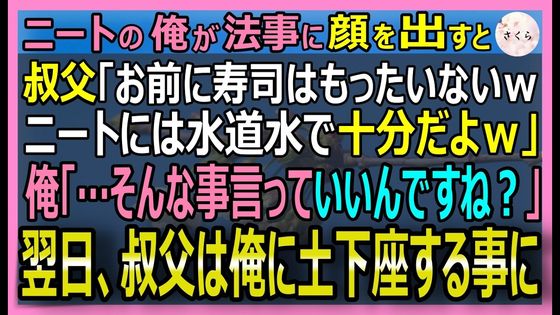 ニートの俺が法事に顔を出すと
さくら
叔父「お前に寿司はもったいないw
ニートには水道水で十分だよw」
俺「…そんな事言っていいんですね?」
翌日、叔父は俺に土下座する事に